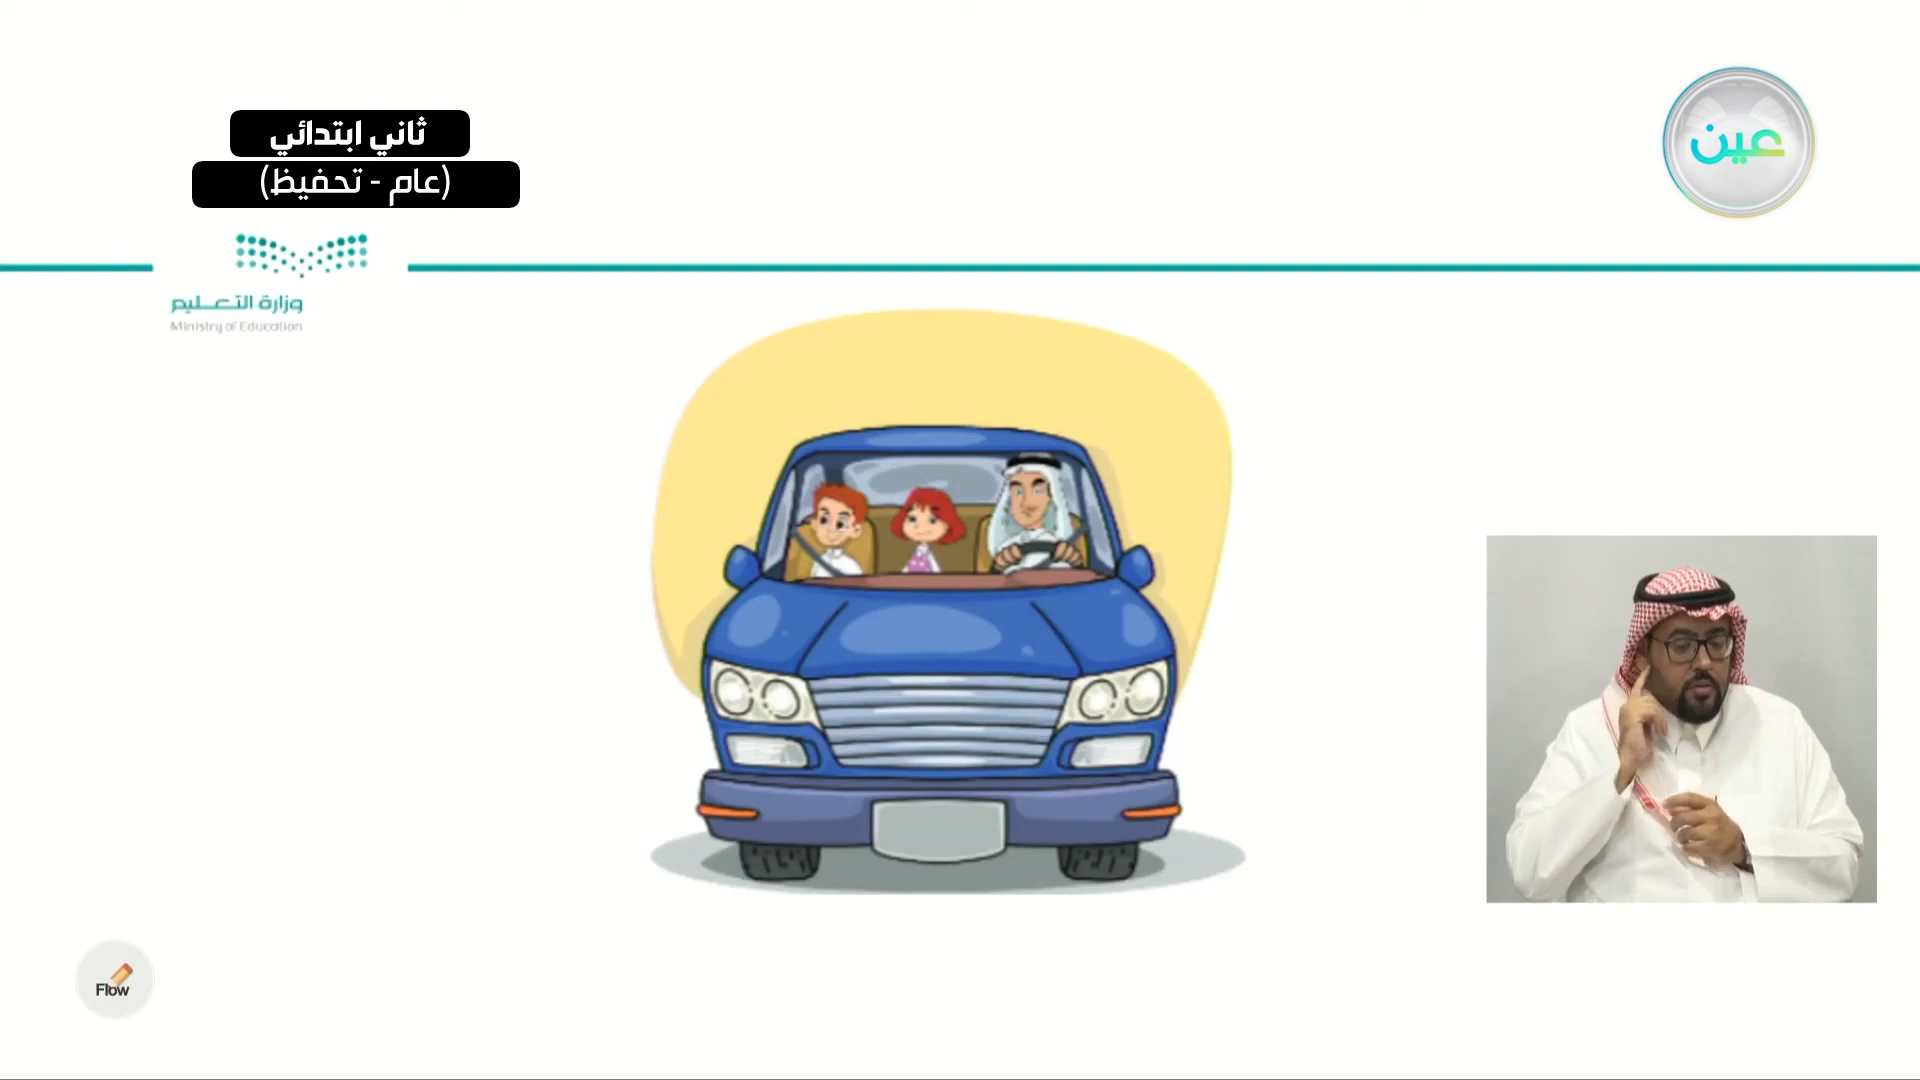 ثاني ابتدائي
(عام - تحفيظ)
عين
وزارة التعليم
Ministry of Education
Flow